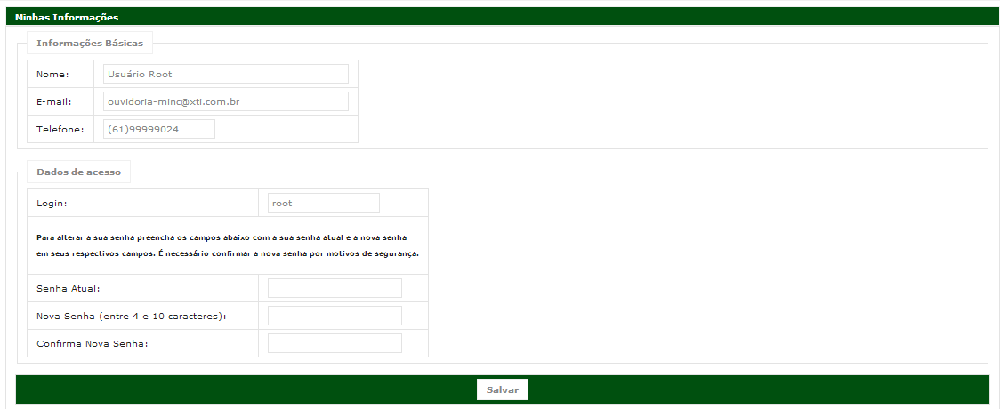 Minhas Informações
Informações Básicas
Nome: Usuário Root
E-mail: ouvidoria-minc@xti.com.br
Telefone: (61)99999024
Dados de acesso
Login: root
Para alterar a sua senha preencha os campos abaixo com a sua senha atual e a nova senha
em seus respectivos campos. É necessário confirmar a nova senha por motivos de segurança.
Senha Atual:
Nova Senha (entre 4 e 10 caracteres):
Confirma Nova Senha:
Salvar